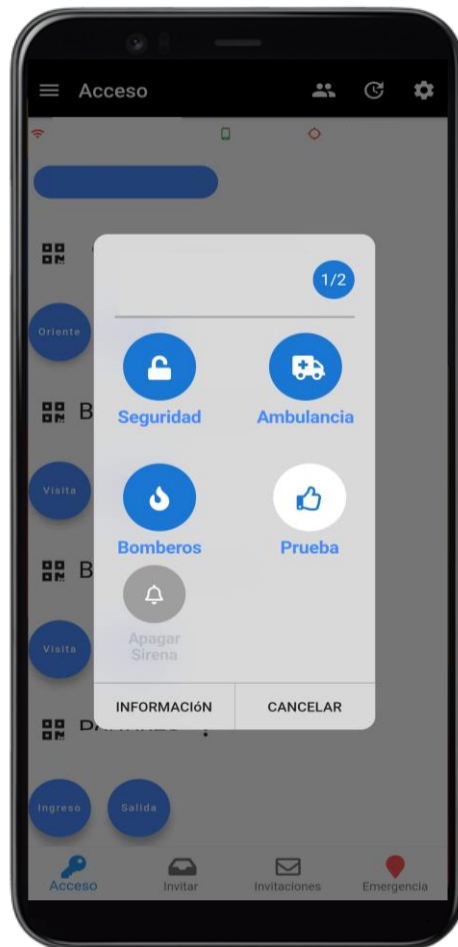 Acceso
1/2
Oriente
Seguridad
Ambulancia
B
Visita
Bomberos
Prueba
B
Apagar
Sirena
Visita
INFORMACIóN
CANCELAR
Ingreso
Salida
Acceso
Invitar
Invitaciones
Emergencia